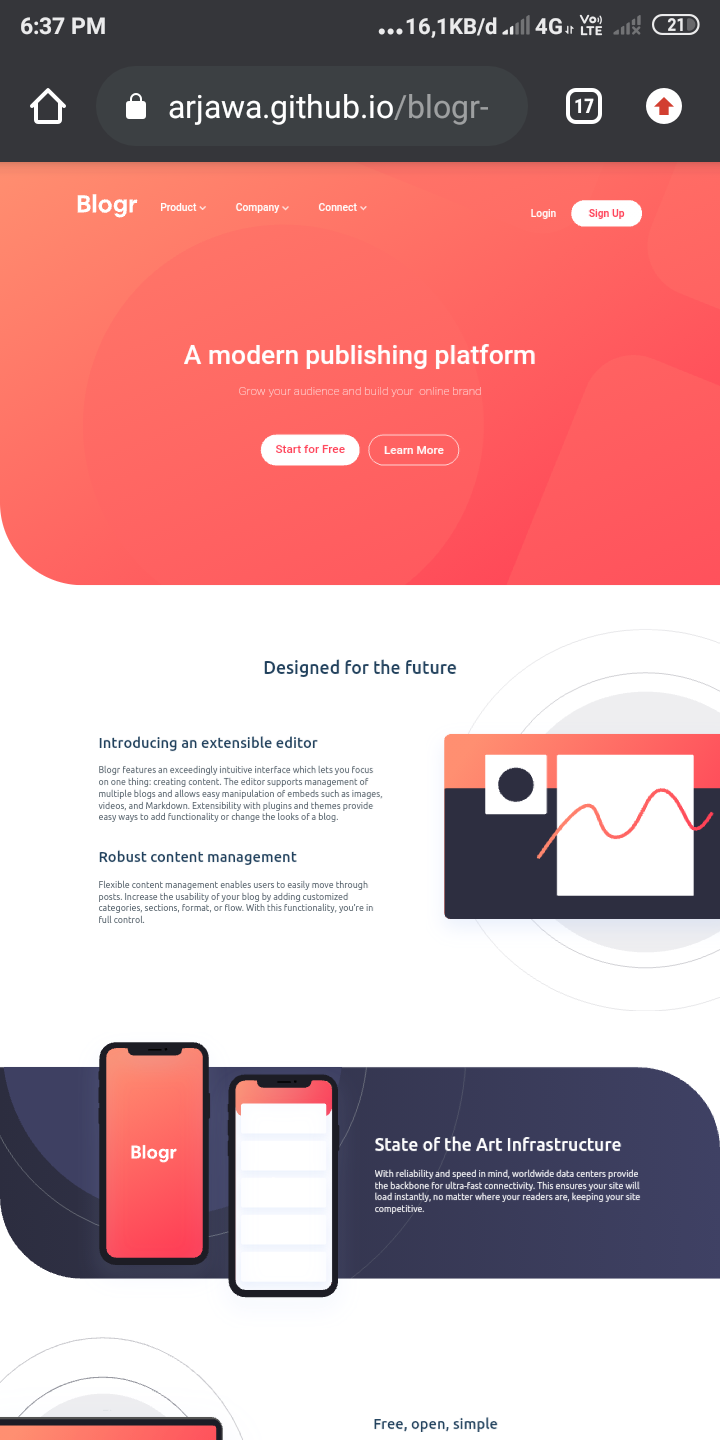 6:37 PM
...16,1KB/d 4G Vo) LTE 21
arjawa.github.io/blogr-
17
Blogr Product Company Connect Login Sign Up
A modern publishing platform
Grow your audience and build your online brand
Start for Free Learn More
Designed for the future
Introducing an extensible editor
Blogr features an exceedingly intuitive interface which lets you focus
on one thing: creating content. The editor supports management of
multiple blogs and allows easy manipulation of embeds such as images,
videos, and Markdown. Extensibility with plugins and themes provide
easy ways to add functionality or change the looks of a blog.
Robust content management
Flexible content management enables users to easily move through
posts. Increase the usability of your blog by adding customized
categories, sections, format, or flow. With this functionality, you're in
full control.
Blogr
State of the Art Infrastructure
With reliability and speed in mind, worldwide data centers provide
the backbone for ultra-fast connectivity. This ensures your site will
load instantly, no matter where your readers are, keeping your site
competitive.
Free, open, simple